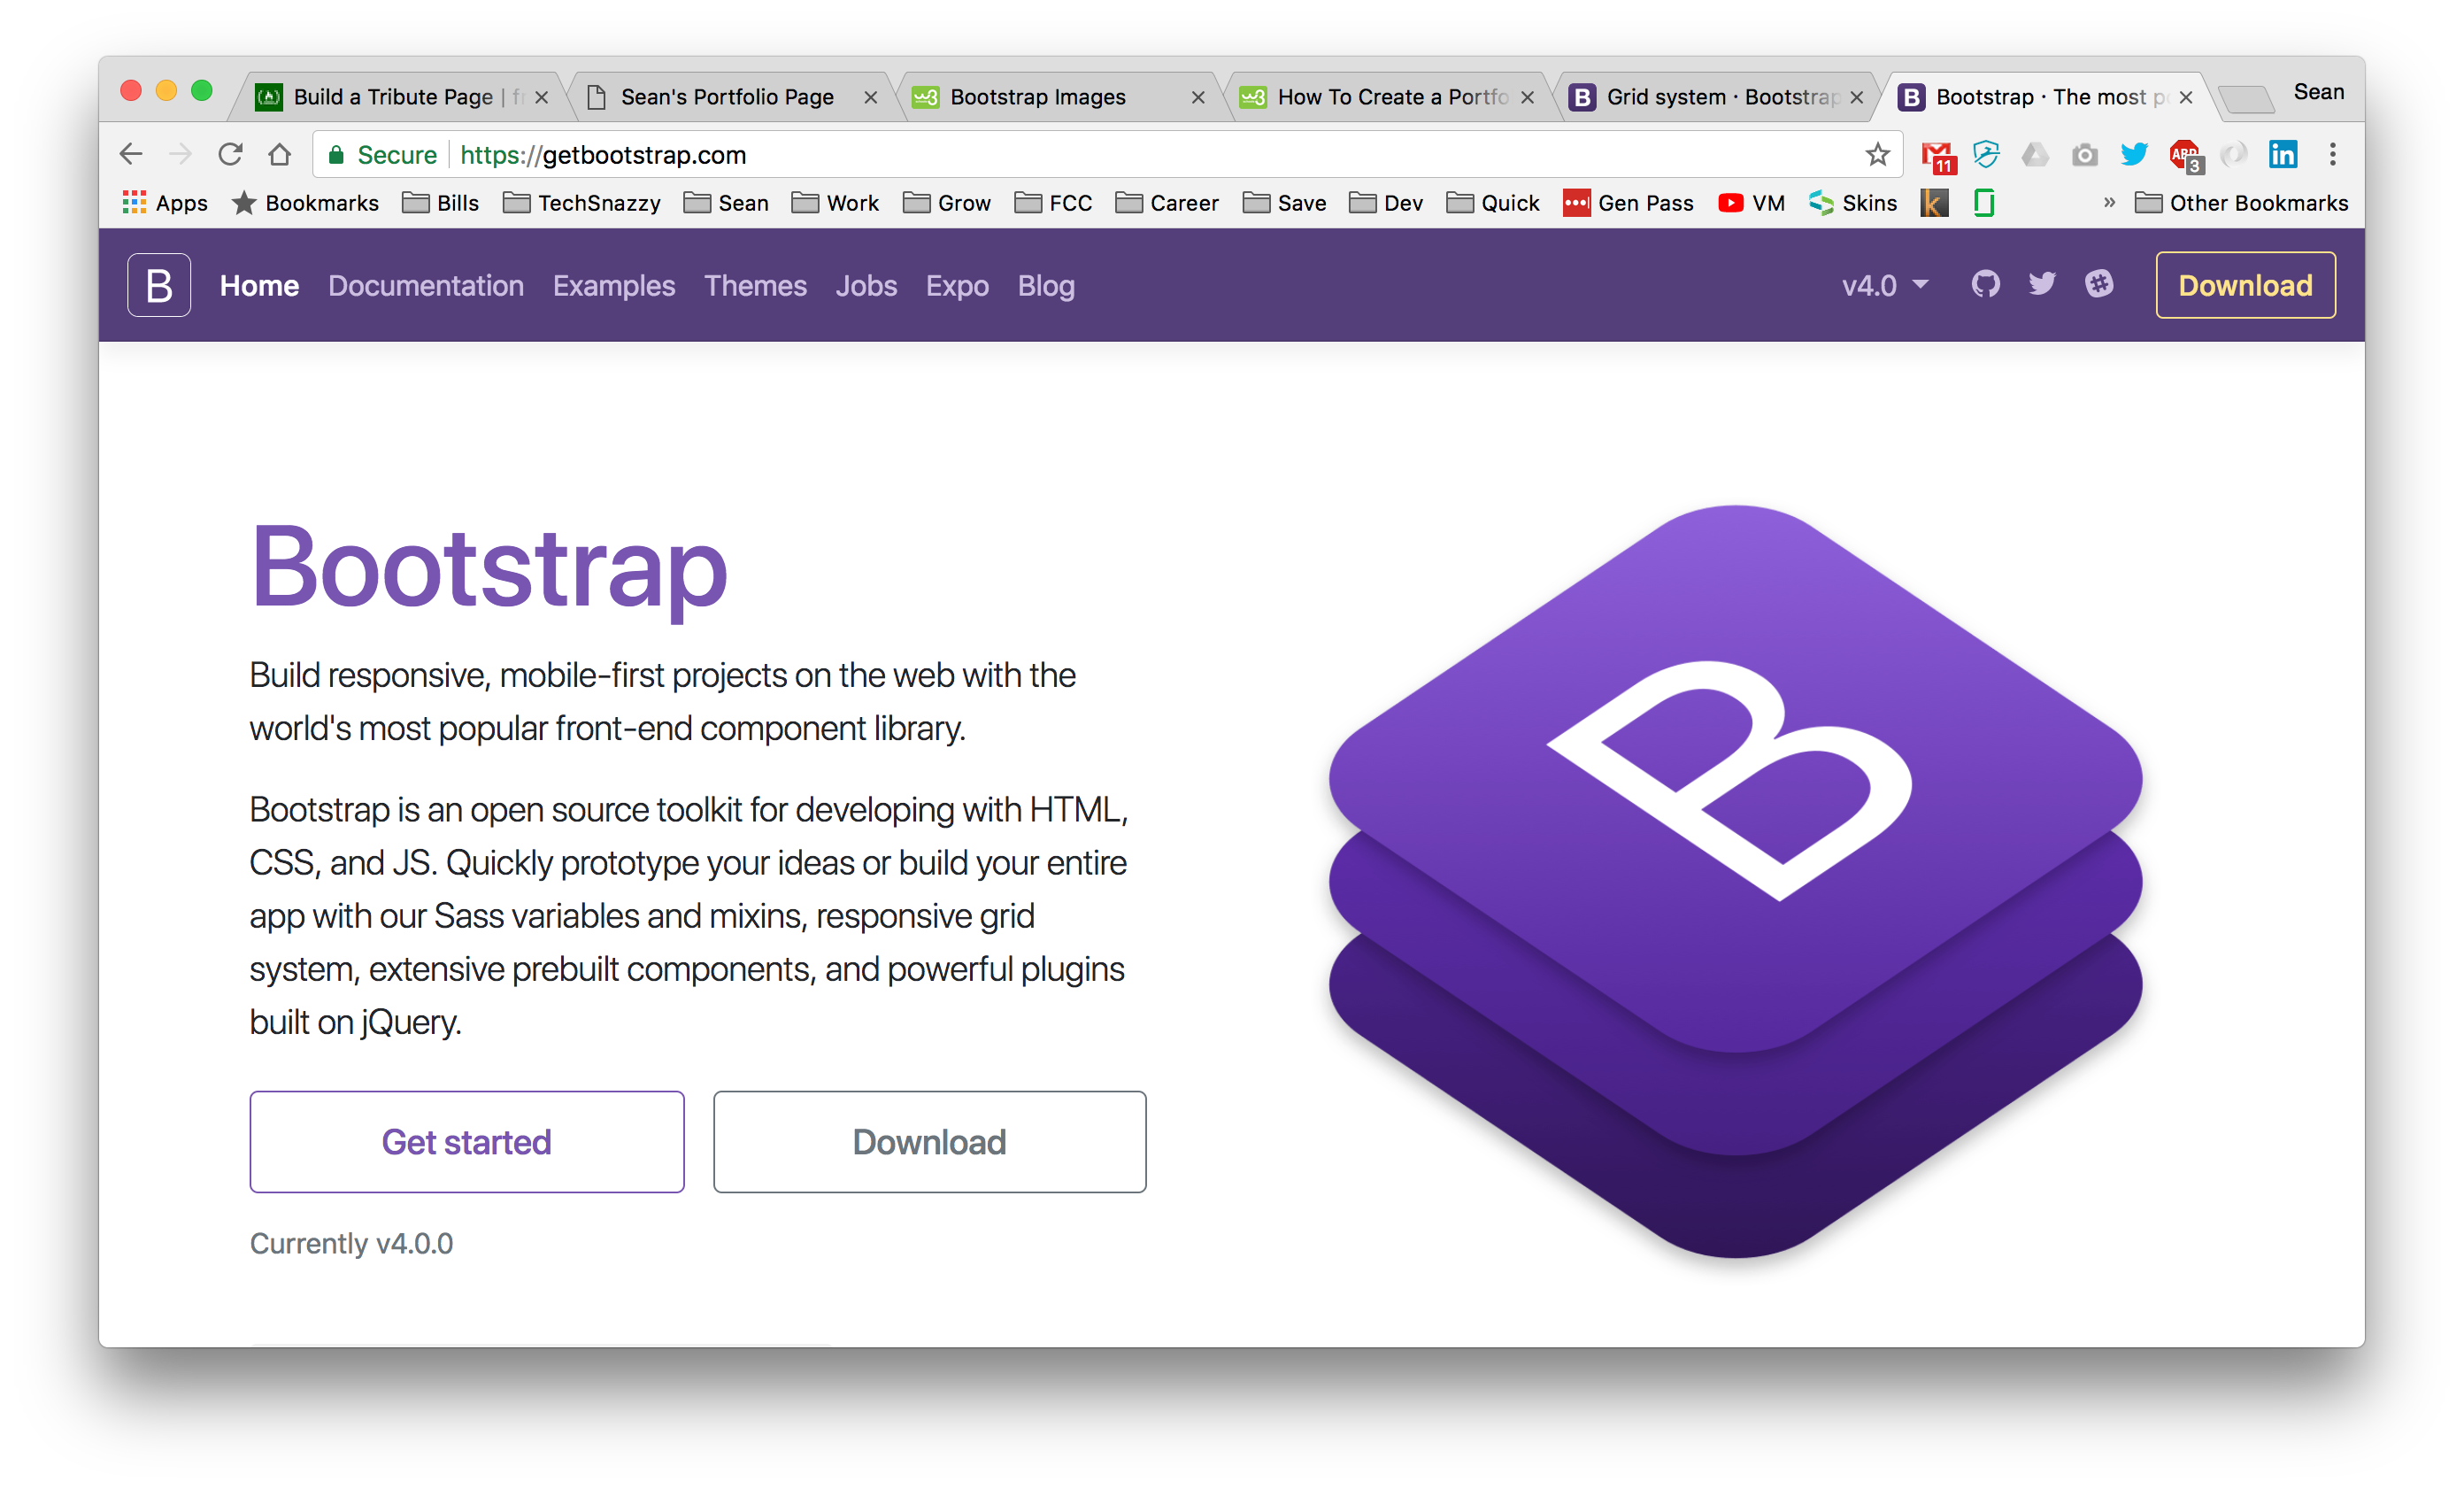 Build a Tribute Page | fr
Sean's Portfolio Page
Bootstrap Images
How To Create a Portfo
B Grid system · Bootstrap
B Bootstrap · The most po
Sean
Secure https://getbootstrap.com
11
ABP 3
in
Apps Bookmarks Bills TechSnazzy Sean Work Grow FCC Career Save Dev Quick Gen Pass VM Skins k » Other Bookmarks
B Home Documentation Examples Themes Jobs Expo Blog v4.0 Download
Bootstrap
Build responsive, mobile-first projects on the web with the
world's most popular front-end component library.
Bootstrap is an open source toolkit for developing with HTML,
CSS, and JS. Quickly prototype your ideas or build your entire
app with our Sass variables and mixins, responsive grid
system, extensive prebuilt components, and powerful plugins
built on jQuery.
Get started Download
Currently v4.0.0
B